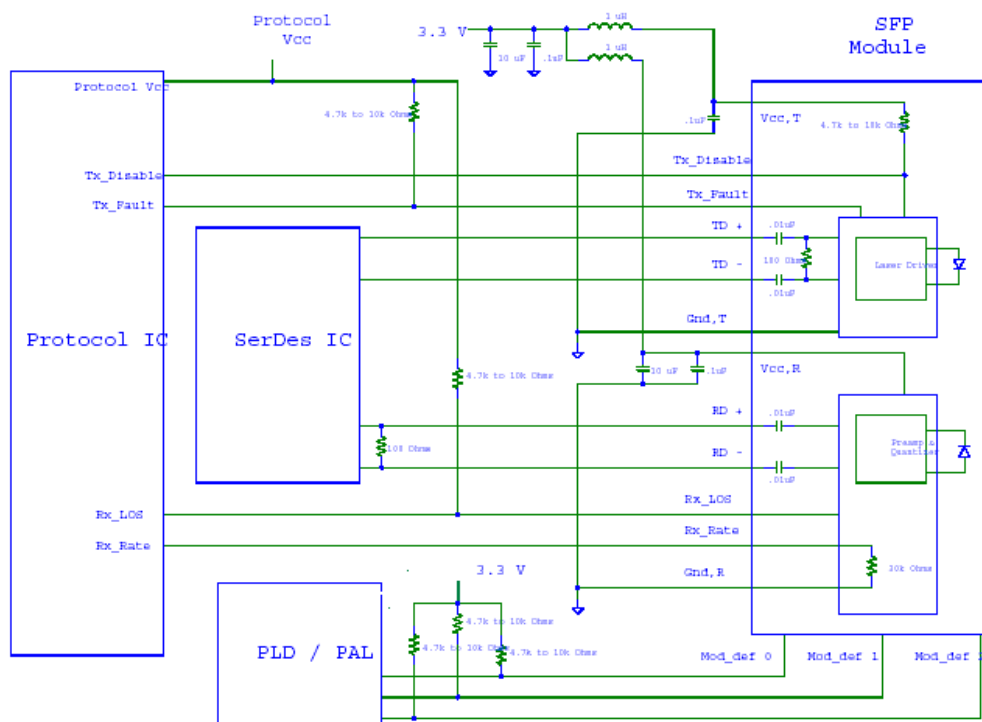 Protocol
Vcc
3.3 V
1 uH
1 uH
10 uF
.1uF
SFP
Module
Protocol Vcc
4.7k to 10k Ohms
.1uF
Vcc,T
4.7k to 10k Ohms
Tx_Disable
Tx_Disable
Tx_Fault
Tx_Fault
TD +
.01uF
TD -
100 Ohms
.01uF
Laser Driver
Gnd,T
Protocol IC
SerDes IC
4.7k to 10k Ohms
10 uF
.1uF
Vcc,R
RD +
.01uF
100 Ohms
RD -
.01uF
Preamp &
Quantizer
Rx_LOS
Rx_LOS
Rx_Rate
Rx_Rate
3.3 V
Gnd,R
30k Ohms
4.7k to 10k Ohms
4.7k to 10k Ohms
4.7k to 10k Ohms
PLD / PAL
Mod_def 0
Mod_def 1
Mod_def